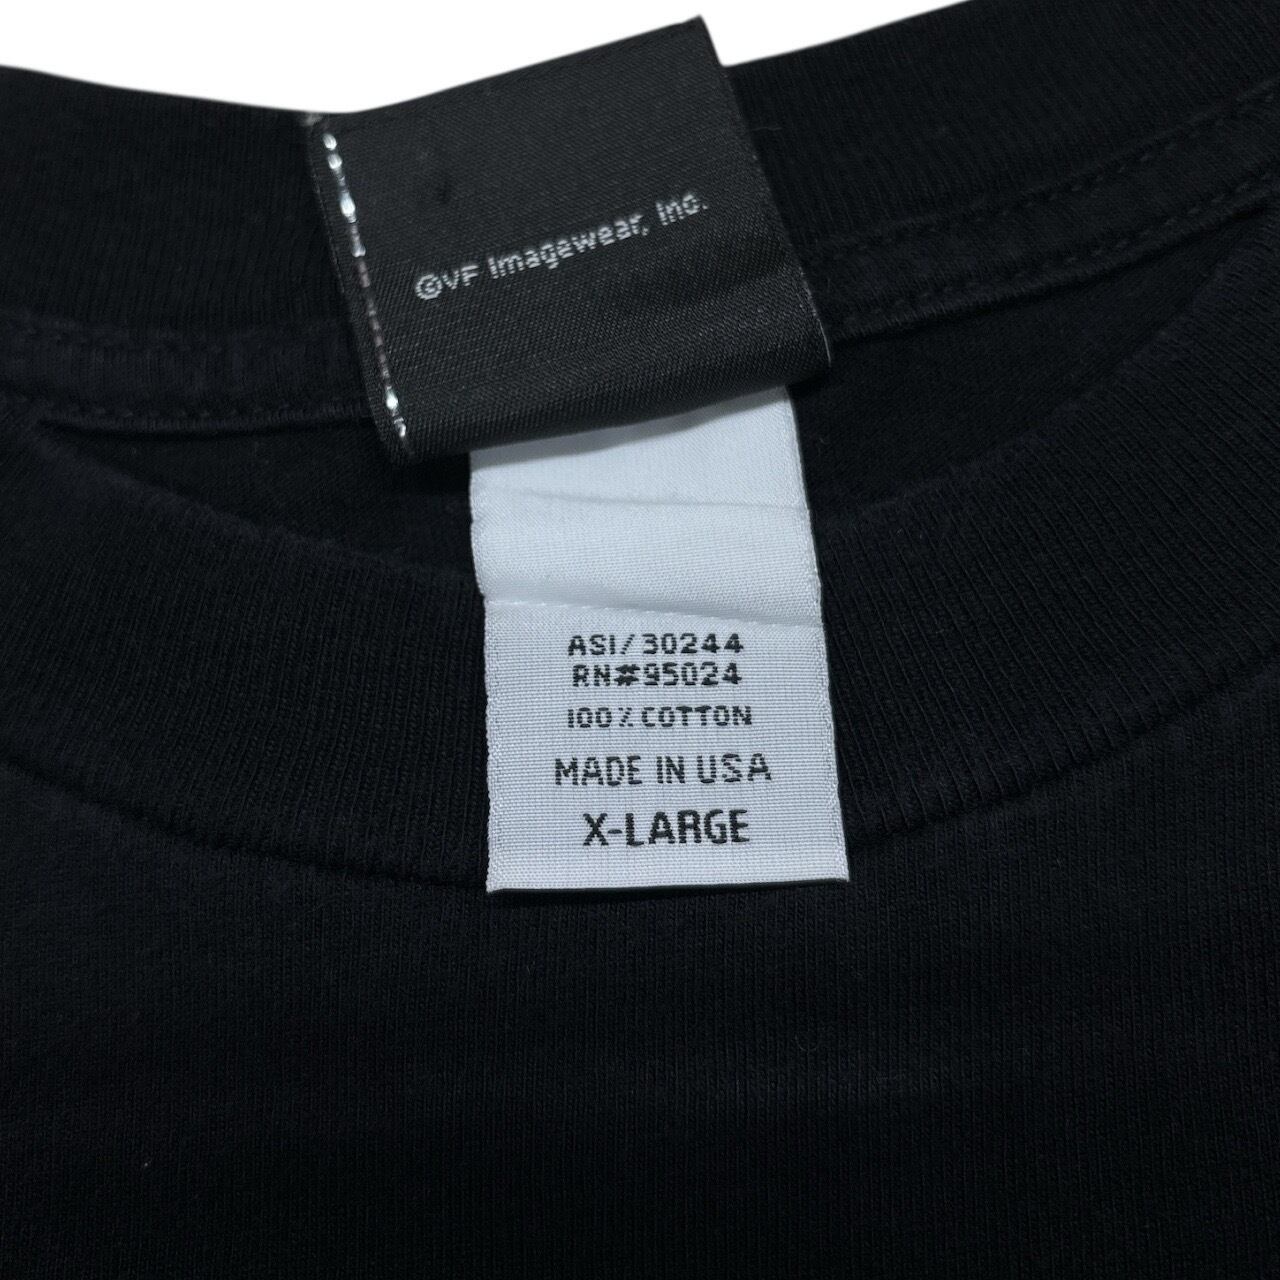 ©VF Imagewear, Inc.
ASI/30244
RN#95024
100% COTTON
MADE IN USA
X-LARGE